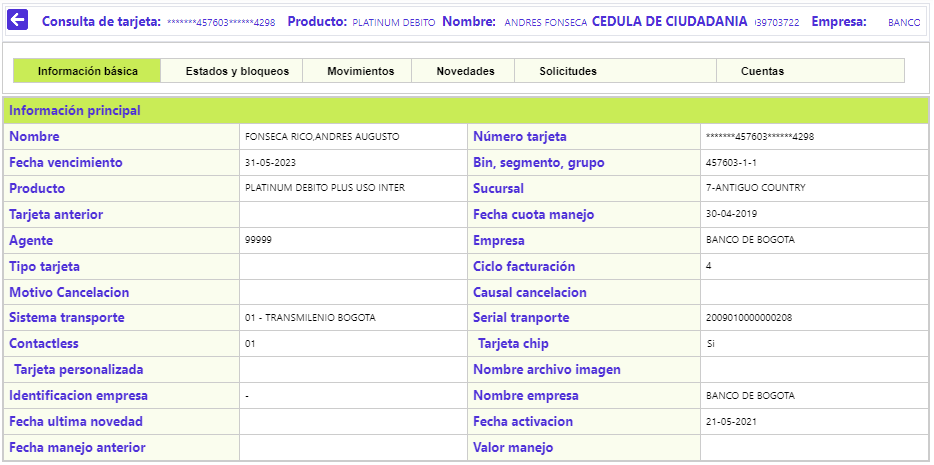 Consulta de tarjeta: *******457603******4298 Producto: PLATINUM DEBITO Nombre: ANDRES FONSECA CEDULA DE CIUDADANIA 39703722 Empresa: BANCO
Información básica Estados y bloqueos Movimientos Novedades Solicitudes Cuentas
Información principal
Nombre FONSECA RICO,ANDRES AUGUSTO Número tarjeta *******457603******4298
Fecha vencimiento 31-05-2023 Bin, segmento, grupo 457603-1-1
Producto PLATINUM DEBITO PLUS USO INTER Sucursal 7-ANTIGUO COUNTRY
Tarjeta anterior Fecha cuota manejo 30-04-2019
Agente 99999 Empresa BANCO DE BOGOTA
Tipo tarjeta Ciclo facturación 4
Motivo Cancelacion Causal cancelacion
Sistema transporte 01 - TRANSMILENIO BOGOTA Serial tranporte 2009010000000208
Contactless 01 Tarjeta chip Si
Tarjeta personalizada Nombre archivo imagen
Identificacion empresa - Nombre empresa BANCO DE BOGOTA
Fecha ultima novedad Fecha activacion 21-05-2021
Fecha manejo anterior Valor manejo